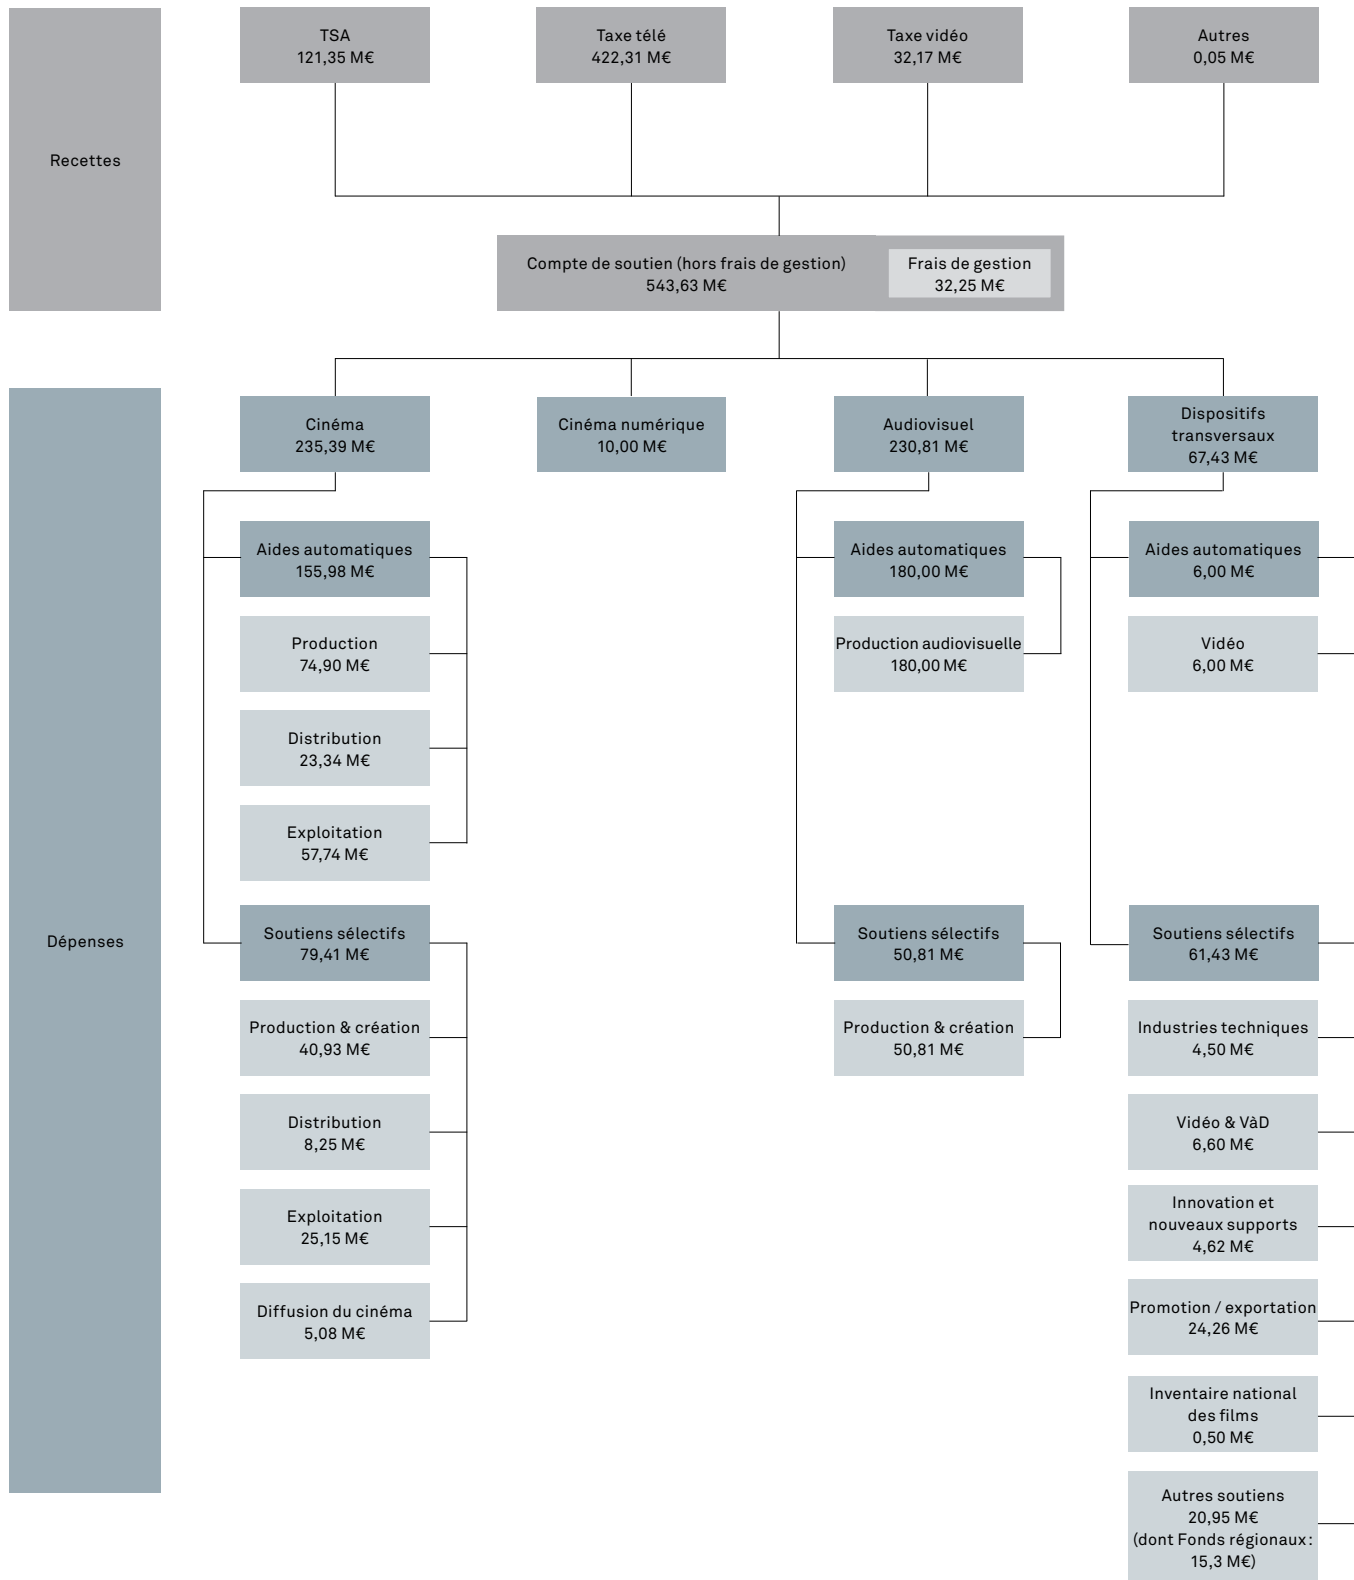 Recettes
TSA
121,35 M€
Taxe télé
422,31 M€
Taxe vidéo
32,17 M€
Autres
0,05 M€
Compte de soutien (hors frais de gestion)
543,63 M€
Frais de gestion
32,25 M€
Dépenses
Cinéma
235,39 M€
Aides automatiques
155,98 M€
Production
74,90 M€
Distribution
23,34 M€
Exploitation
57,74 M€
Soutiens sélectifs
79,41 M€
Production & création
40,93 M€
Distribution
8,25 M€
Exploitation
25,15 M€
Diffusion du cinéma
5,08 M€
Cinéma numérique
10,00 M€
Audiovisuel
230,81 M€
Aides automatiques
180,00 M€
Production audiovisuelle
180,00 M€
Soutiens sélectifs
50,81 M€
Production & création
50,81 M€
Dispositifs
transversaux
67,43 M€
Aides automatiques
6,00 M€
Vidéo
6,00 M€
Soutiens sélectifs
61,43 M€
Industries techniques
4,50 M€
Vidéo & VàD
6,60 M€
Innovation et
nouveaux supports
4,62 M€
Promotion / exportation
24,26 M€
Inventaire national
des films
0,50 M€
Autres soutiens
20,95 M€
(dont Fonds régionaux :
15,3 M€)